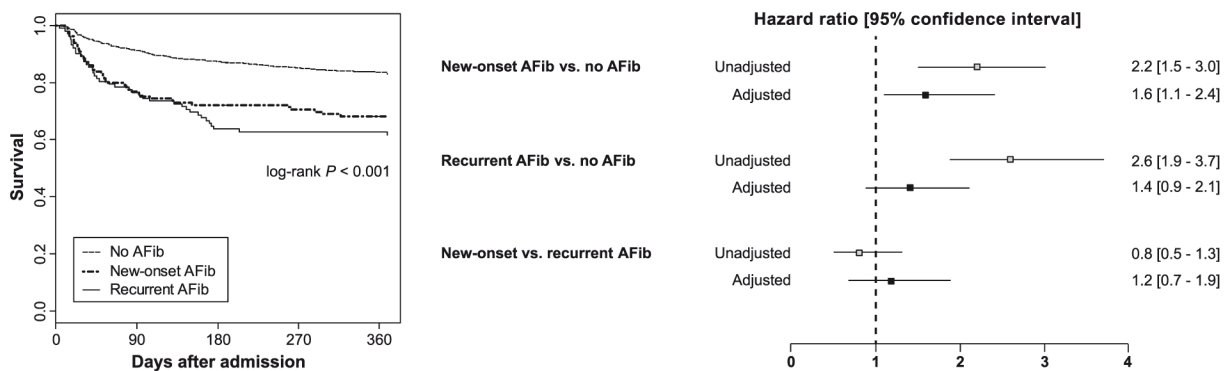 Survival
1.0
0.8
0.6
0.4
0.2
0.0
log-rank P < 0.001
No AFib
New-onset AFib
Recurrent AFib
0 90 180 270 360
Days after admission
Hazard ratio [95% confidence interval]
New-onset AFib vs. no AFib Unadjusted 2.2 [1.5 - 3.0]
Adjusted 1.6 [1.1 - 2.4]
Recurrent AFib vs. no AFib Unadjusted 2.6 [1.9 - 3.7]
Adjusted 1.4 [0.9 - 2.1]
New-onset vs. recurrent AFib Unadjusted 0.8 [0.5 - 1.3]
Adjusted 1.2 [0.7 - 1.9]
0 1 2 3 4